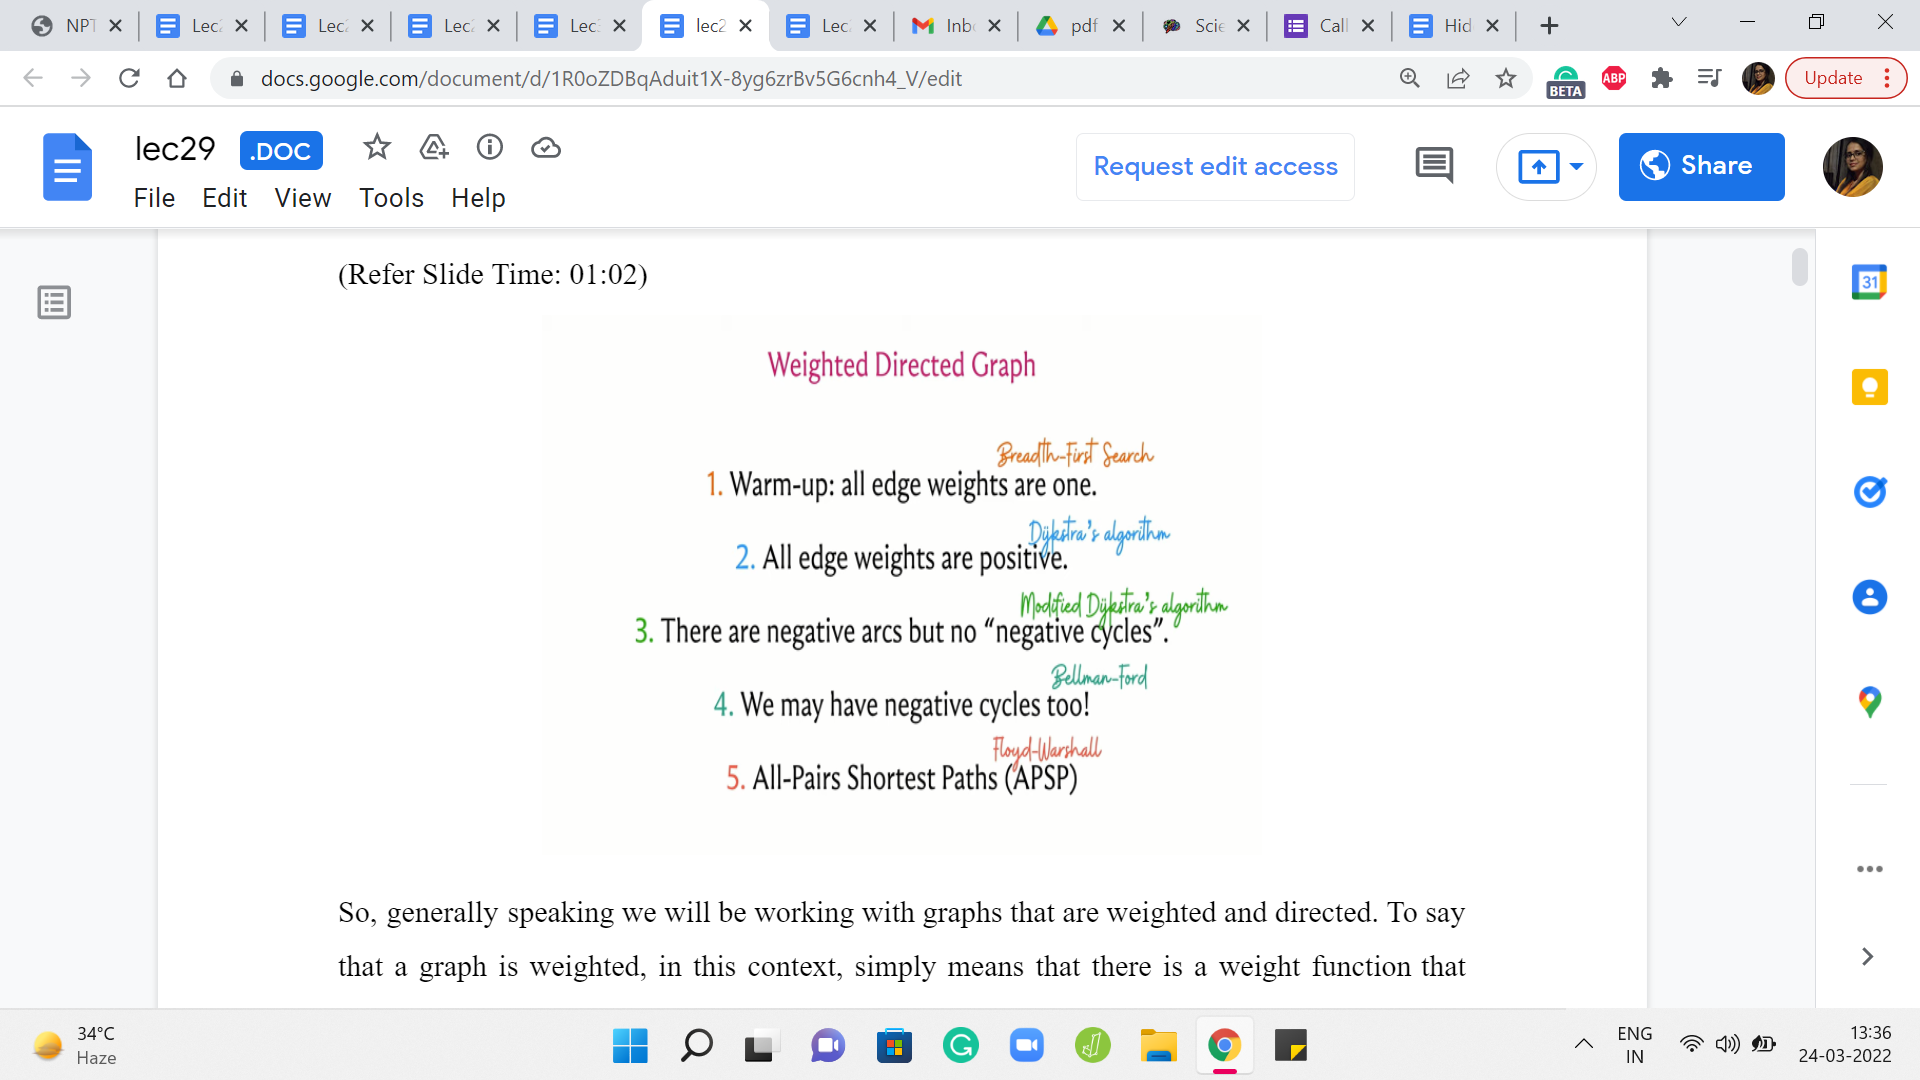 NPT
Lec2
Lec2
Lec2
Lec3
lec2
Lec
Inb
pdf
Scie
Call
Hid
docs.google.com/document/d/1R0oZDBqAduit1X-8yg6zrBv5G6cnh4_V/edit
BETA
ABP
Update
lec29 .DOC
File Edit View Tools Help
Request edit access
Share
31
(Refer Slide Time: 01:02)
Weighted Directed Graph
Breadth-First Search
1. Warm-up: all edge weights are one.
Dijkstra's algorithm
2. All edge weights are positive.
Modified Dijkstra's algorithm
3. There are negative arcs but no “negative cycles”.
Bellman-Ford
4. We may have negative cycles too!
Floyd-Warshall
5. All-Pairs Shortest Paths (APSP)
So, generally speaking we will be working with graphs that are weighted and directed. To say
that a graph is weighted, in this context, simply means that there is a weight function that
34°C
Haze
ENG
IN
13:36
24-03-2022